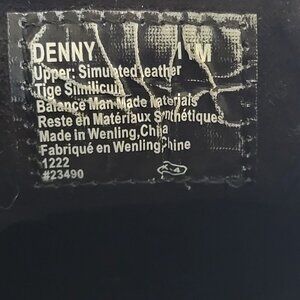 DENNY M
Upper: Simulated Leather
Tige Similicuir
Balance Man Made Materials
Reste en Matériaux Synthétiques
Made in Wenling, China
Fabriqué en Wenling, Chine
1222
#23490